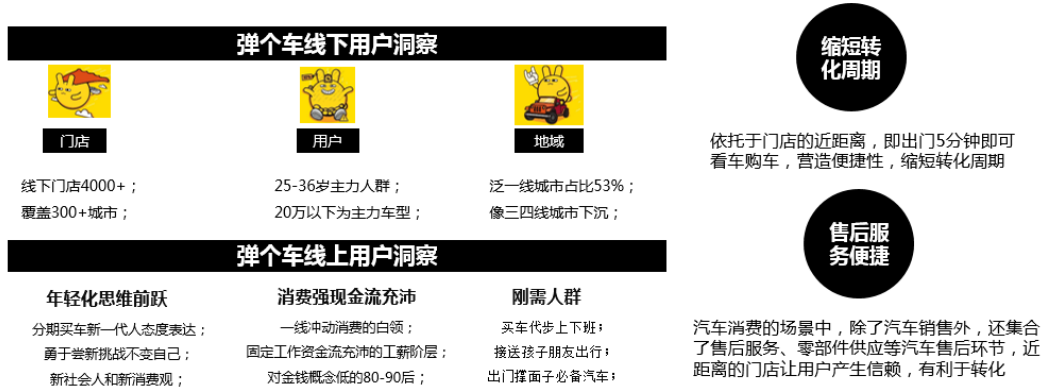 弹个车线下用户洞察
门店
用户
地域
线下门店4000+；
覆盖300+城市；
25-36岁主力人群；
20万以下为主力车型；
泛一线城市占比53%；
像三四线城市下沉；
弹个车线上用户洞察
年轻化思维前跃
分期买车新一代人态度表达；
勇于尝新挑战不变自己；
新社会人和新消费观；
消费强现金流充沛
一线冲动消费的白领；
固定工作资金流充沛的工薪阶层；
对金钱概念低的80-90后；
刚需人群
买车代步上下班；
接送孩子朋友出行；
出门撑面子必备汽车；
缩短转
化周期
依托于门店的近距离，即出门5分钟即可
看车购车，营造便捷性，缩短转化周期
售后服
务便捷
汽车消费的场景中，除了汽车销售外，还集合
了售后服务、零部件供应等汽车售后环节，近
距离的门店让用户产生信赖，有利于转化